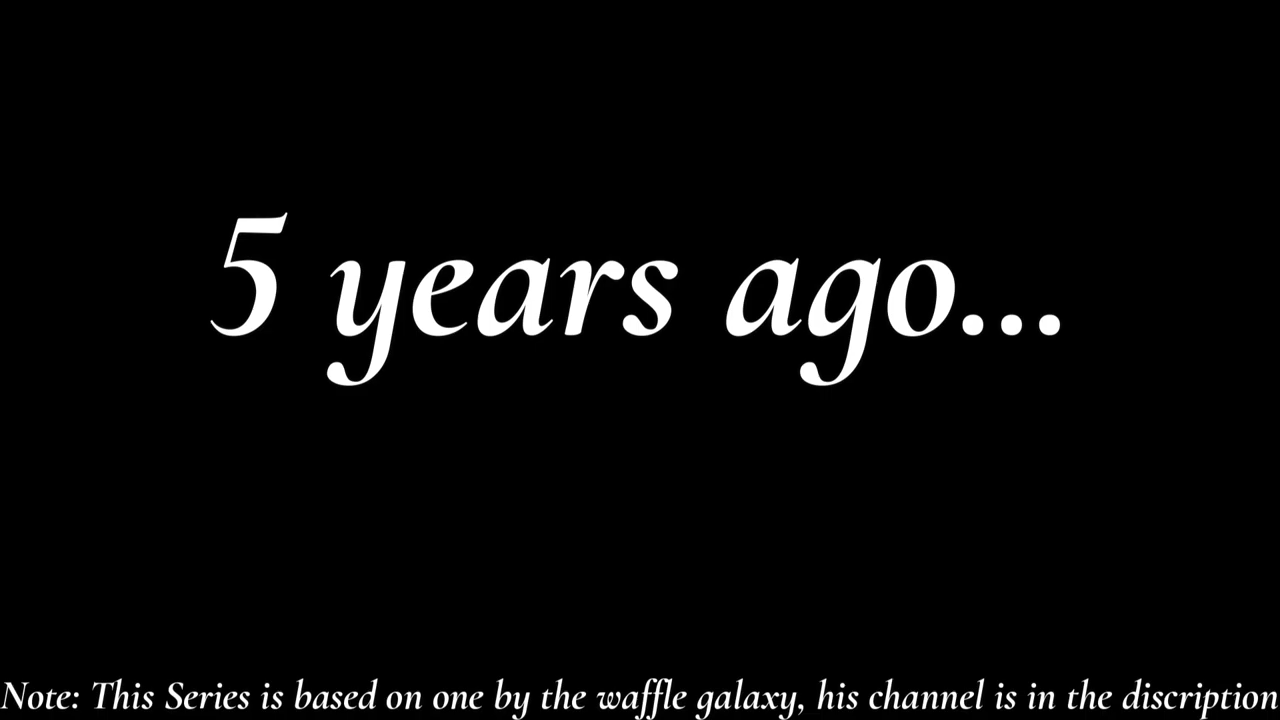 5 years ago...
Note: This Series is based on one by the waffle galaxy, his channel is in the discription